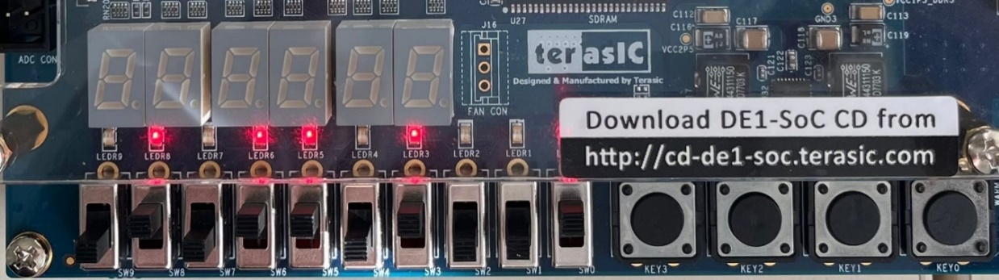 RN20
U27
SDRAM
J16
C112
C117
GND3
C113
C116
C118
C119
VCC2P5
ADC CON
C121
C122
C123
terasIC
Designed & Manufactured by Terasic
FAN CON
44311150
07703 K
Download DE1-SoC CD from
http://cd-de1-soc.terasic.com
LEDR9
LEDR8
LEDR7
LEDR6
LEDR5
LEDR4
LEDR3
LEDR2
LEDR1
SW9
SW8
SW7
SW6
SW5
SW4
SW3
SW2
SW1
SW0
KEY3
KEY2
KEY1
KEY0